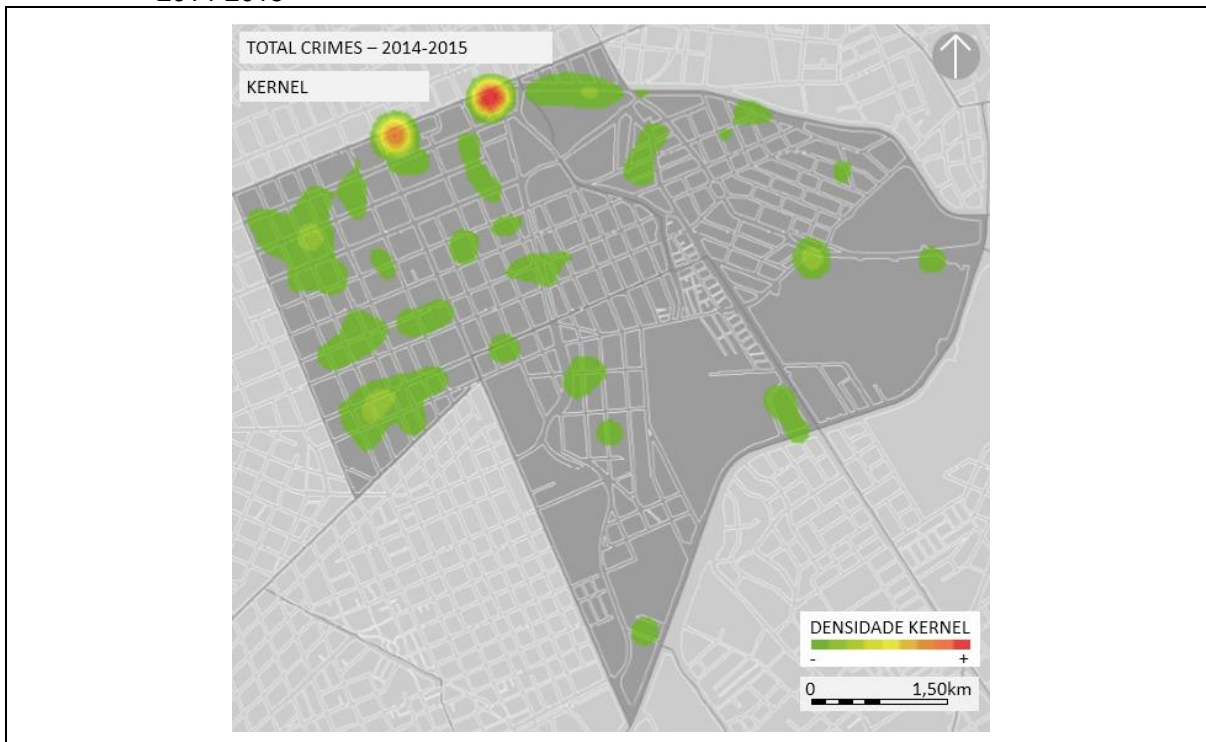 TOTAL CRIMES – 2014-2015
KERNEL
DENSIDADE KERNEL
- +
0 1,50km